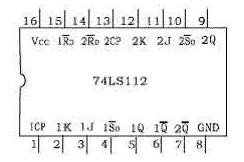 16 15 14 13 12 11 10 9
Vcc 1R̅D 2R̅D 2CP 2K 2J 2S̅D 2Q
74LS112
1CP 1K 1J 1S̅D 1Q 1Q̅ 2Q̅ GND
1 2 3 4 5 6 7 8